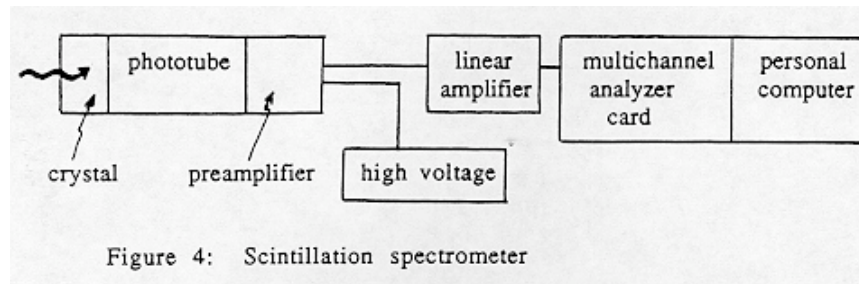 phototube
linear
amplifier
multichannel
analyzer
card
personal
computer
crystal
preamplifier
high voltage
Figure 4: Scintillation spectrometer